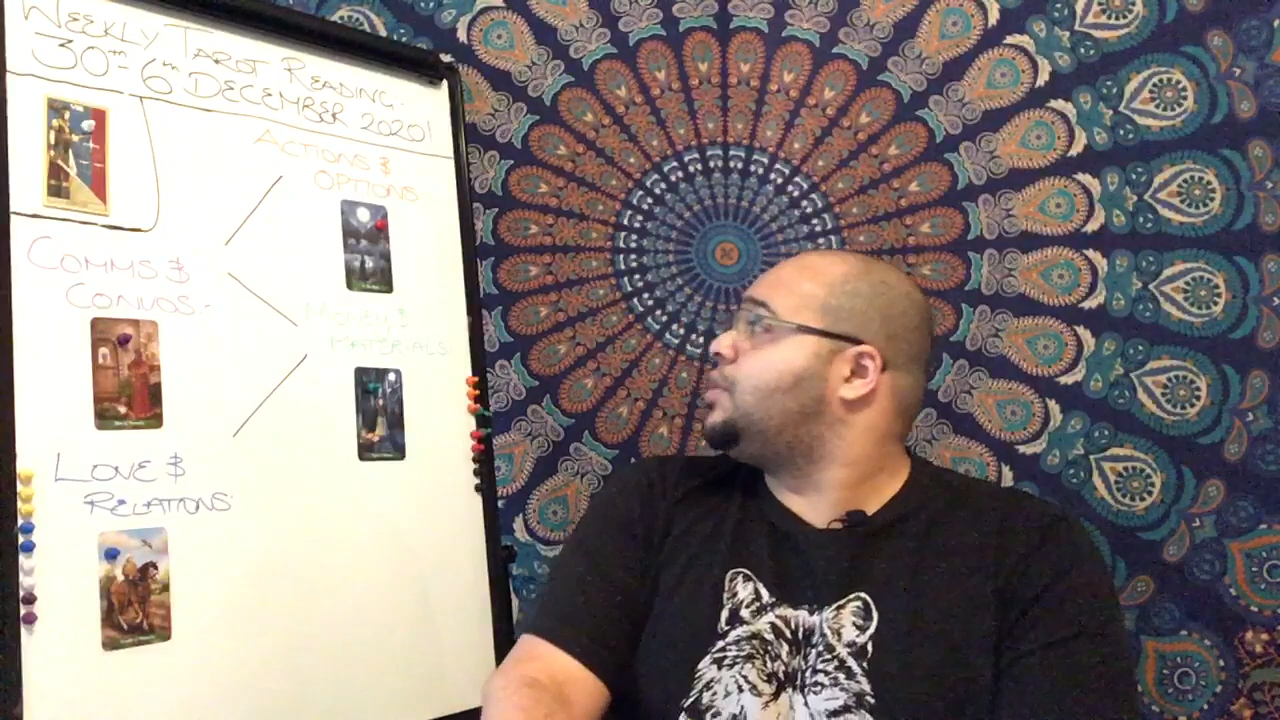 WEEKLY TAROT READING.
30TH - 6TH DECEMBER 2020!
ACTIONS &
OPTIONS -
COMMS &
CONVOS -
MONEY &
MATERIALS
LOVE &
RELATIONS